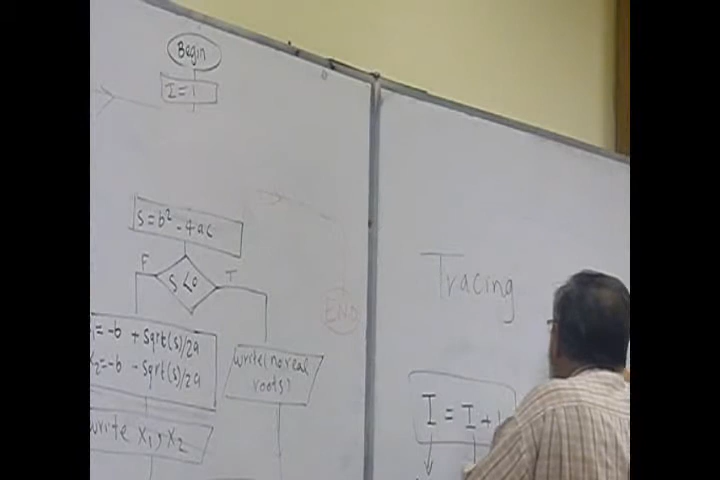 Begin
I = 1
S = b² - 4ac
F
S < 0
T
END
= -b + Sqrt(s)/2a
X₂ = -b - Sqrt(s)/2a
write (no real
roots)
write X₁, X₂
Tracing
I = I + 1